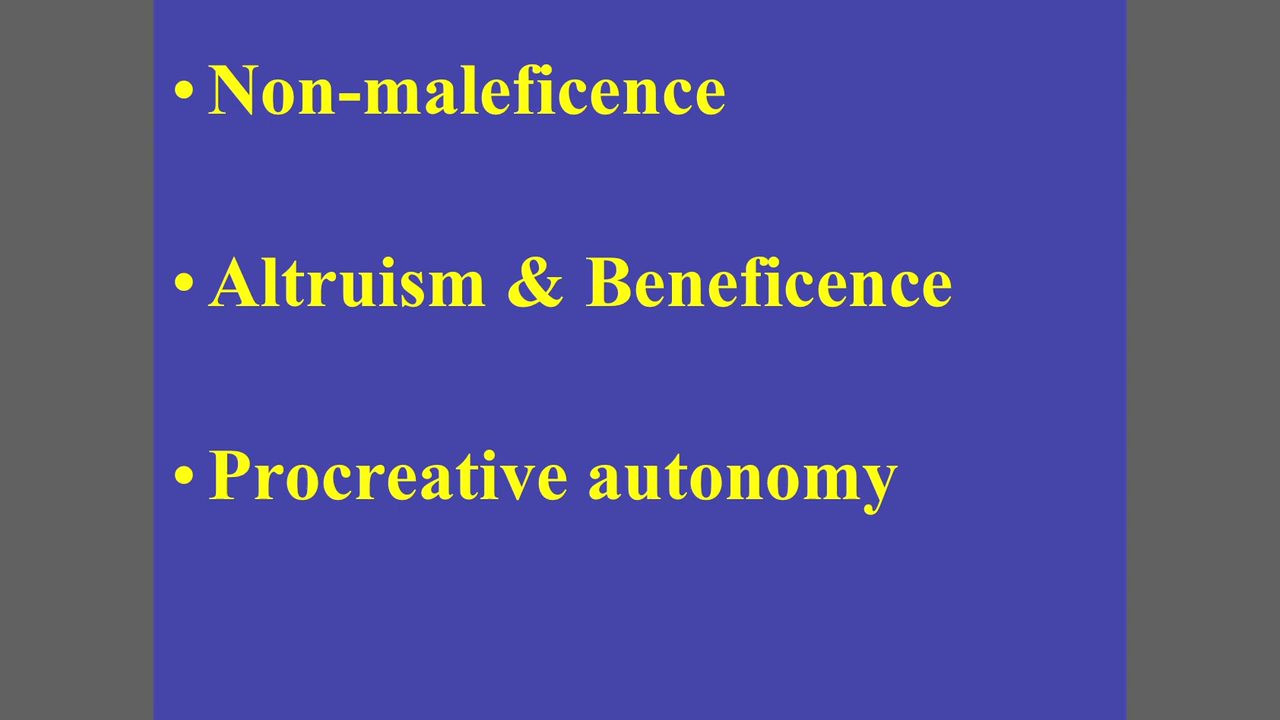 • Non-maleficence
• Altruism & Beneficence
• Procreative autonomy